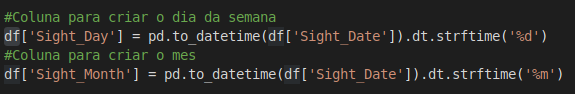 #Coluna para criar o dia da semana
df['Sight_Day'] = pd.to_datetime(df['Sight_Date']).dt.strftime('%d')
#Coluna para criar o mes
df['Sight_Month'] = pd.to_datetime(df['Sight_Date']).dt.strftime('%m')